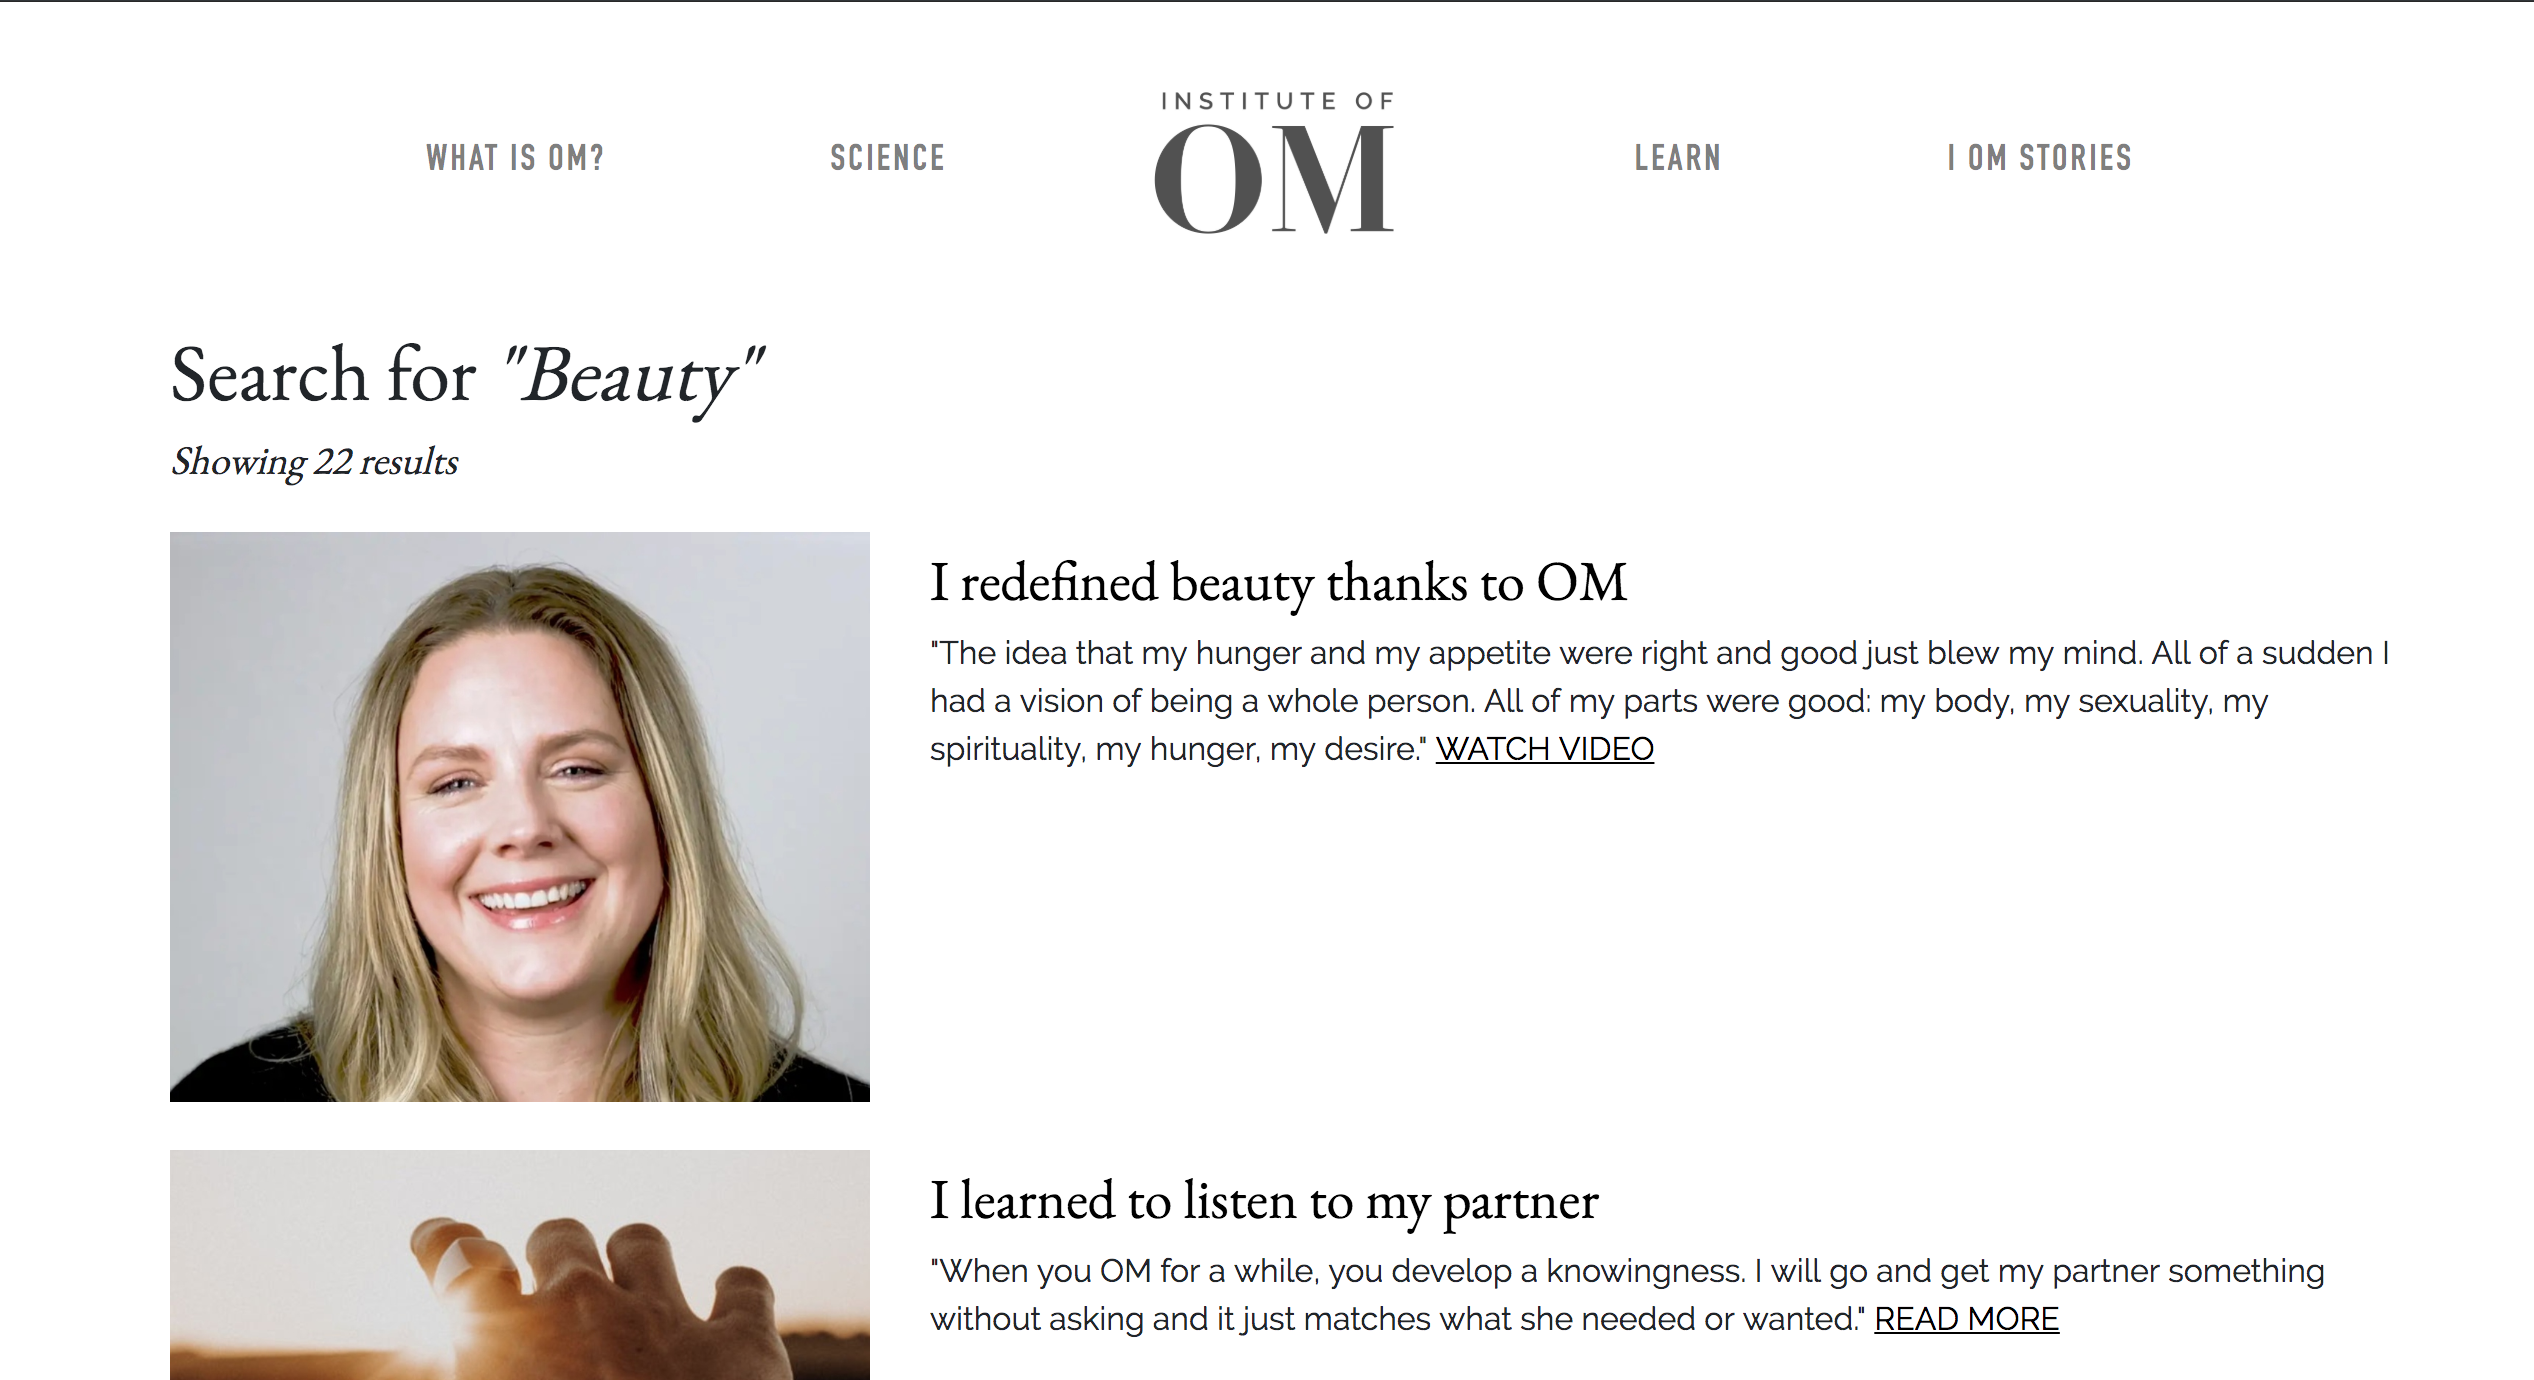 WHAT IS OM?
SCIENCE
INSTITUTE OF
OM
LEARN
I OM STORIES
Search for "Beauty"
Showing 22 results
I redefined beauty thanks to OM
"The idea that my hunger and my appetite were right and good just blew my mind. All of a sudden I
had a vision of being a whole person. All of my parts were good: my body, my sexuality, my
spirituality, my hunger, my desire." WATCH VIDEO
I learned to listen to my partner
"When you OM for a while, you develop a knowingness. I will go and get my partner something
without asking and it just matches what she needed or wanted." READ MORE